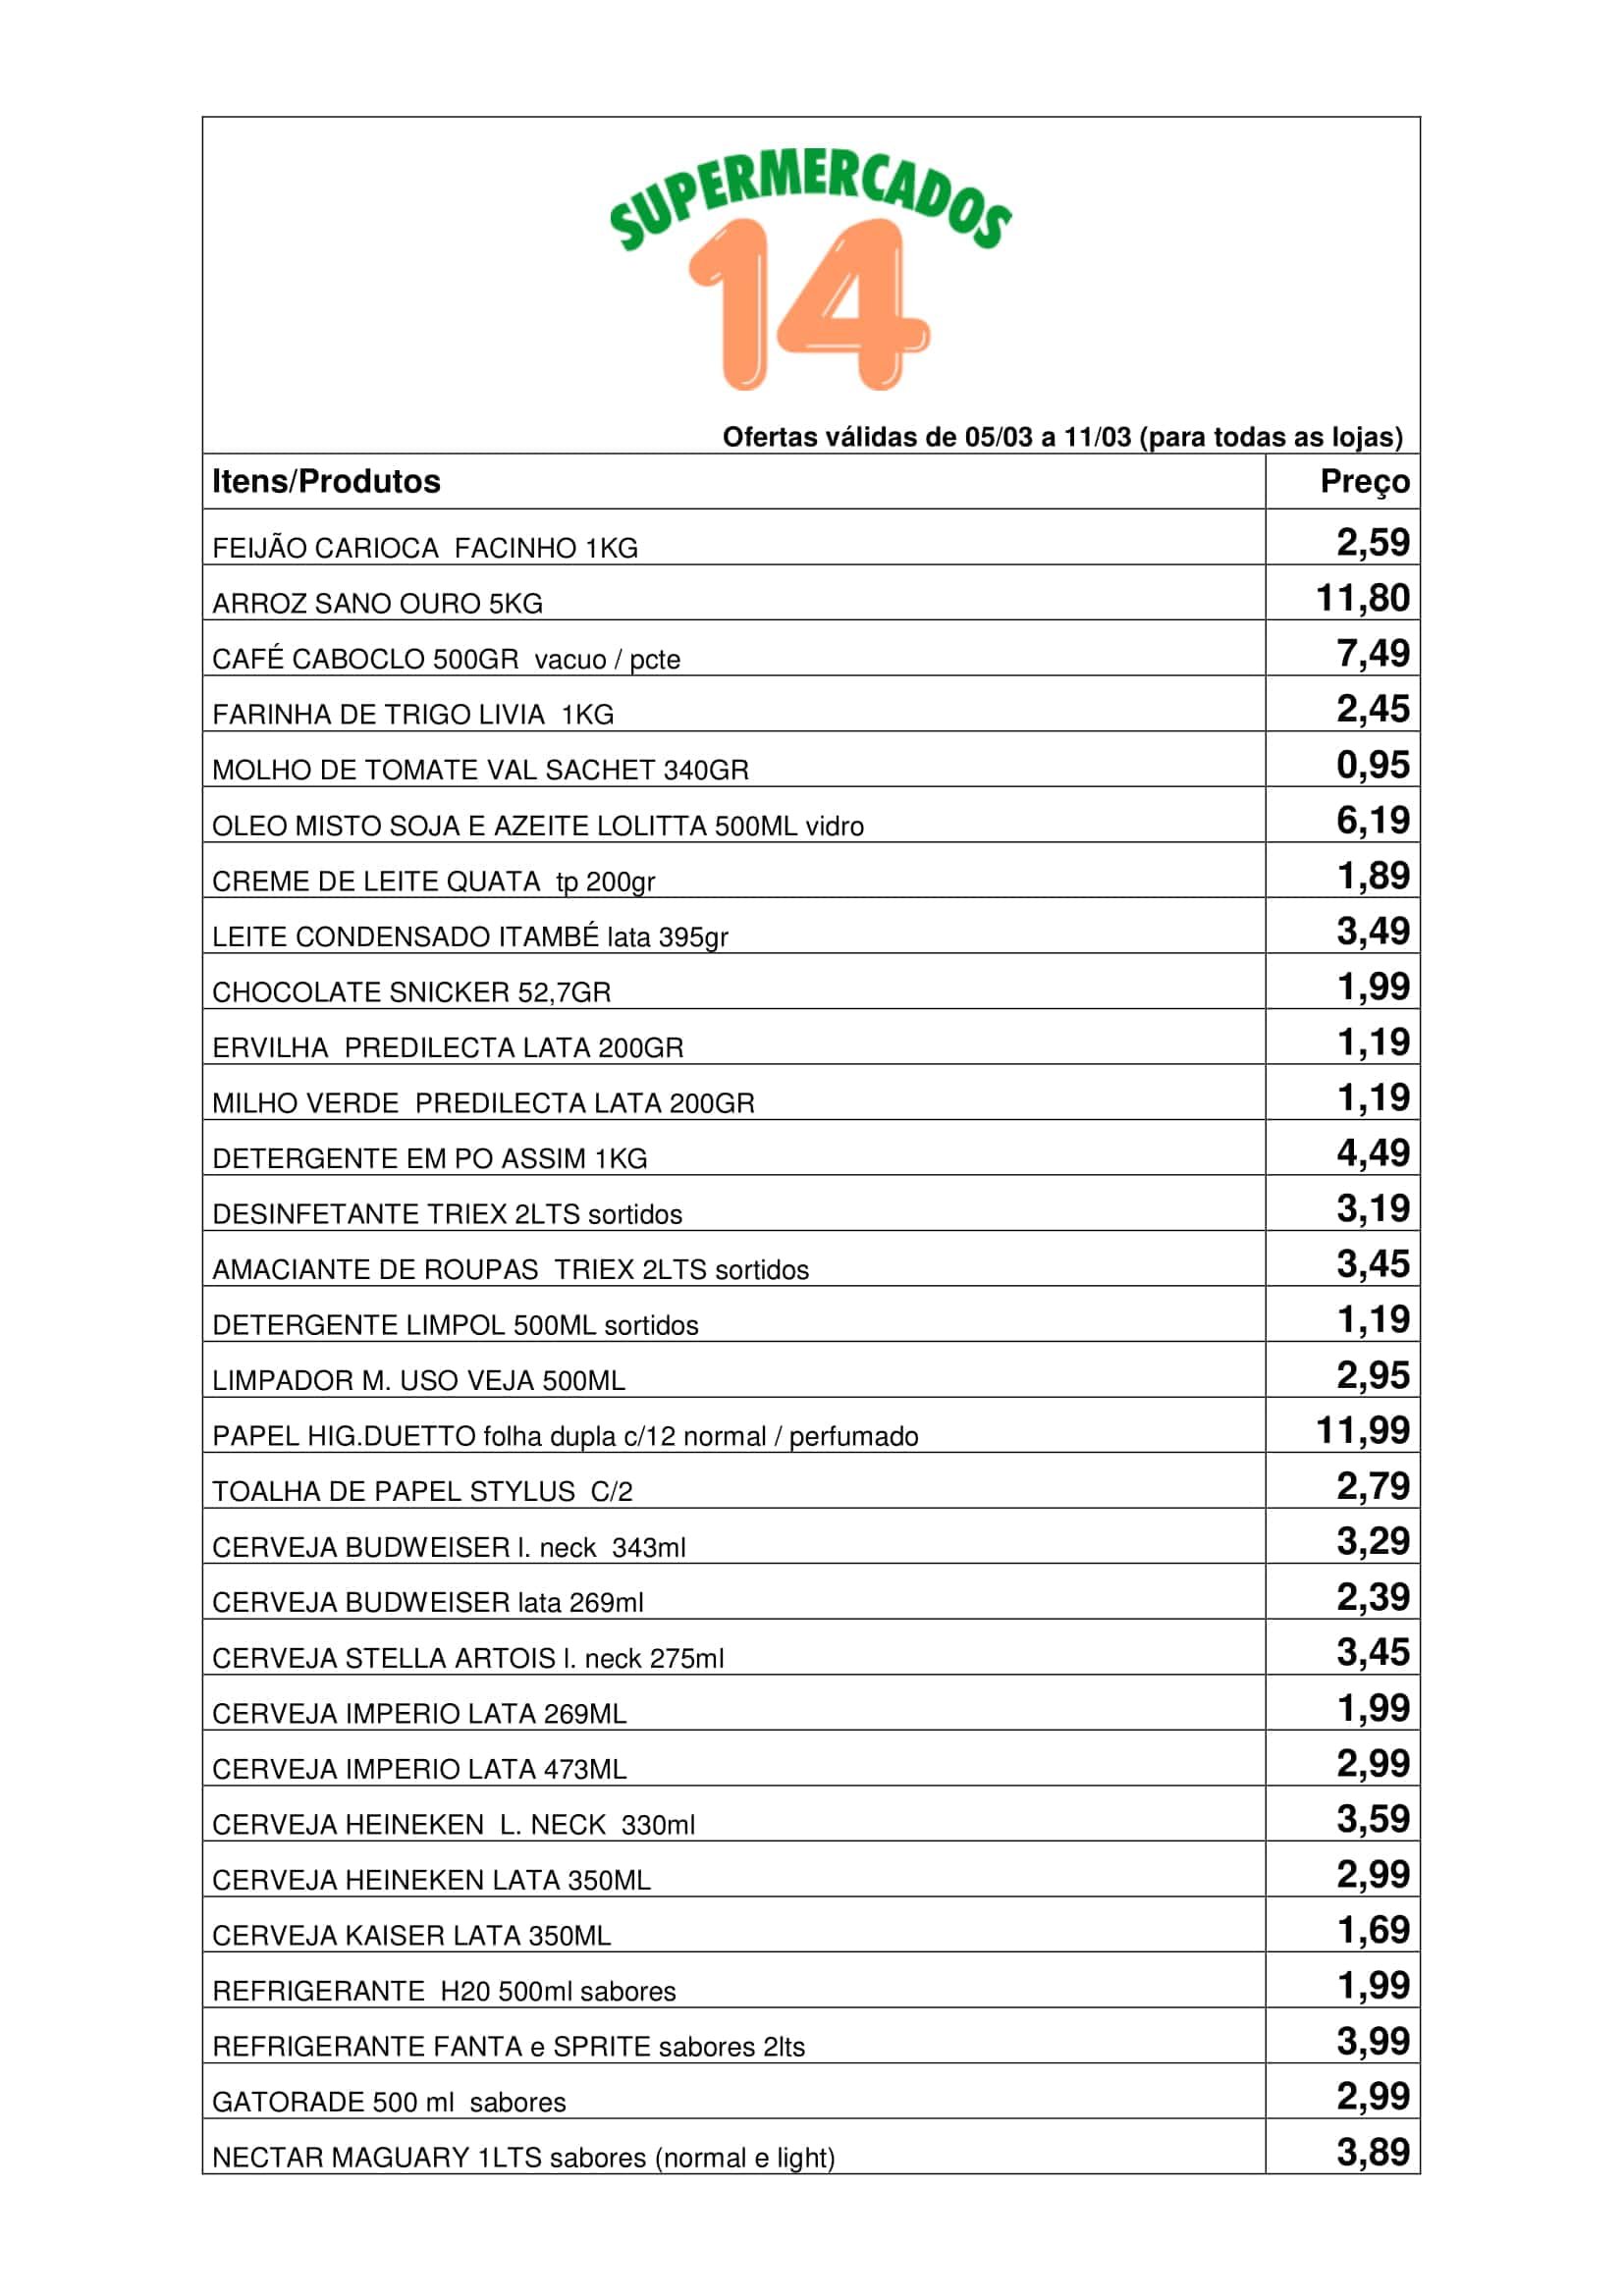 SUPERMERCADOS
14
Ofertas válidas de 05/03 a 11/03 (para todas as lojas)
Itens/Produtos Preço
FEIJÃO CARIOCA  FACINHO 1KG 2,59
ARROZ SANO OURO 5KG 11,80
CAFÉ CABOCLO 500GR  vacuo / pcte 7,49
FARINHA DE TRIGO LIVIA  1KG 2,45
MOLHO DE TOMATE VAL SACHET 340GR 0,95
OLEO MISTO SOJA E AZEITE LOLITTA 500ML vidro 6,19
CREME DE LEITE QUATA  tp 200gr 1,89
LEITE CONDENSADO ITAMBÉ lata 395gr 3,49
CHOCOLATE SNICKER 52,7GR 1,99
ERVILHA  PREDILECTA LATA 200GR 1,19
MILHO VERDE  PREDILECTA LATA 200GR 1,19
DETERGENTE EM PO ASSIM 1KG 4,49
DESINFETANTE TRIEX 2LTS sortidos 3,19
AMACIANTE DE ROUPAS  TRIEX 2LTS sortidos 3,45
DETERGENTE LIMPOL 500ML sortidos 1,19
LIMPADOR M. USO VEJA 500ML 2,95
PAPEL HIG.DUETTO folha dupla c/12 normal / perfumado 11,99
TOALHA DE PAPEL STYLUS  C/2 2,79
CERVEJA BUDWEISER l. neck  343ml 3,29
CERVEJA BUDWEISER lata 269ml 2,39
CERVEJA STELLA ARTOIS l. neck 275ml 3,45
CERVEJA IMPERIO LATA 269ML 1,99
CERVEJA IMPERIO LATA 473ML 2,99
CERVEJA HEINEKEN  L. NECK  330ml 3,59
CERVEJA HEINEKEN LATA 350ML 2,99
CERVEJA KAISER LATA 350ML 1,69
REFRIGERANTE  H20 500ml sabores 1,99
REFRIGERANTE FANTA e SPRITE sabores 2lts 3,99
GATORADE 500 ml  sabores 2,99
NECTAR MAGUARY 1LTS sabores (normal e light) 3,89